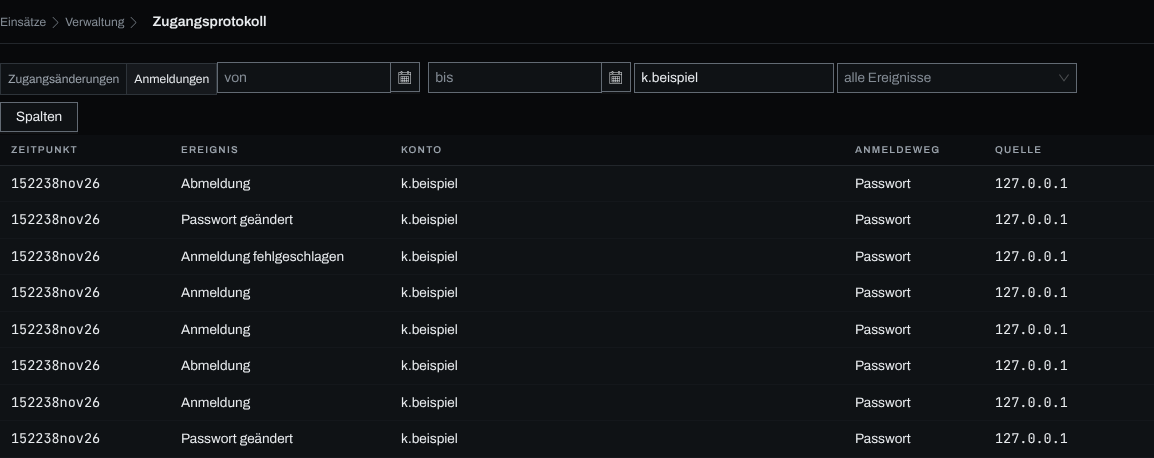 Einsätze > Verwaltung > Zugangsprotokoll
Zugangsänderungen Anmeldungen von bis k.beispiel alle Ereignisse
Spalten
ZEITPUNKT EREIGNIS KONTO ANMELDEWEG QUELLE
152238nov26 Abmeldung k.beispiel Passwort 127.0.0.1
152238nov26 Passwort geändert k.beispiel Passwort 127.0.0.1
152238nov26 Anmeldung fehlgeschlagen k.beispiel Passwort 127.0.0.1
152238nov26 Anmeldung k.beispiel Passwort 127.0.0.1
152238nov26 Anmeldung k.beispiel Passwort 127.0.0.1
152238nov26 Abmeldung k.beispiel Passwort 127.0.0.1
152238nov26 Anmeldung k.beispiel Passwort 127.0.0.1
152238nov26 Passwort geändert k.beispiel Passwort 127.0.0.1